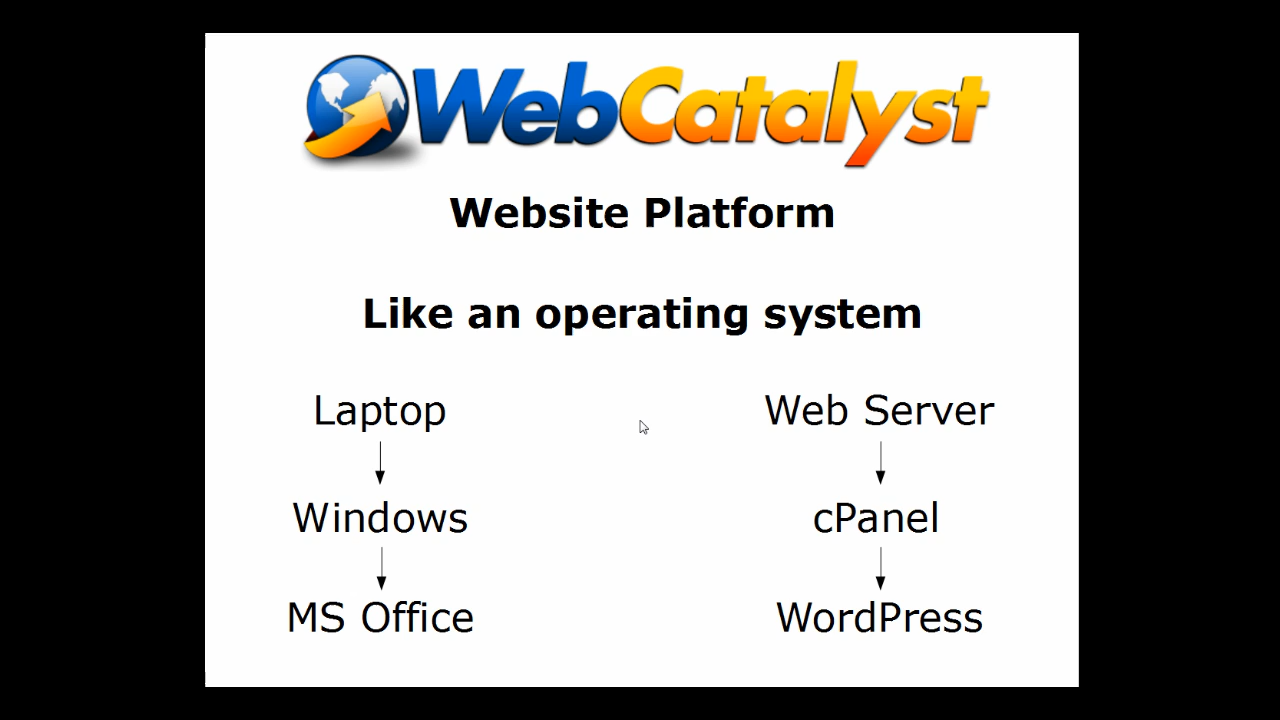 WebCatalyst
Website Platform
Like an operating system
Laptop
Web Server
Windows
cPanel
MS Office
WordPress